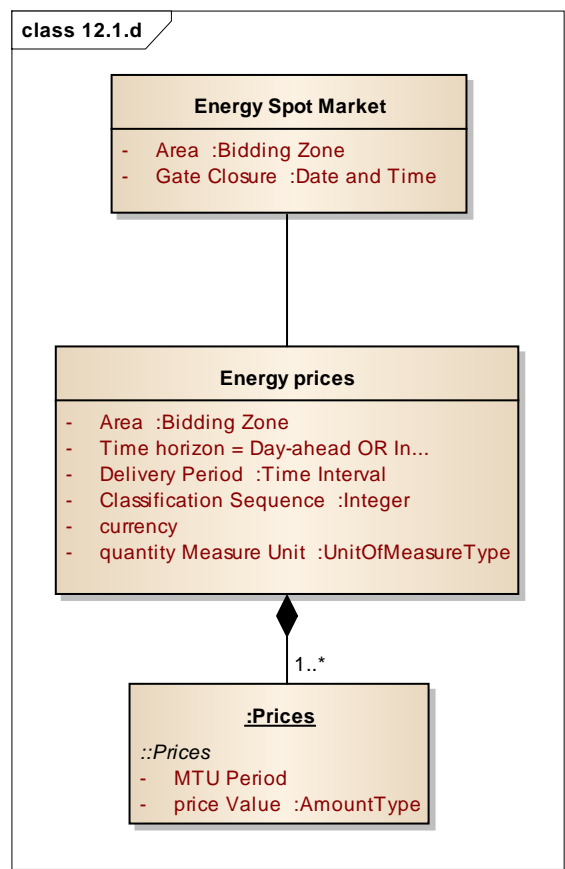 class 12.1.d
Energy Spot Market
- Area :Bidding Zone
- Gate Closure :Date and Time
Energy prices
- Area :Bidding Zone
- Time horizon = Day-ahead OR In...
- Delivery Period :Time Interval
- Classification Sequence :Integer
- currency
- quantity Measure Unit :UnitOfMeasureType
1..*
:Prices
::Prices
- MTU Period
- price Value :AmountType